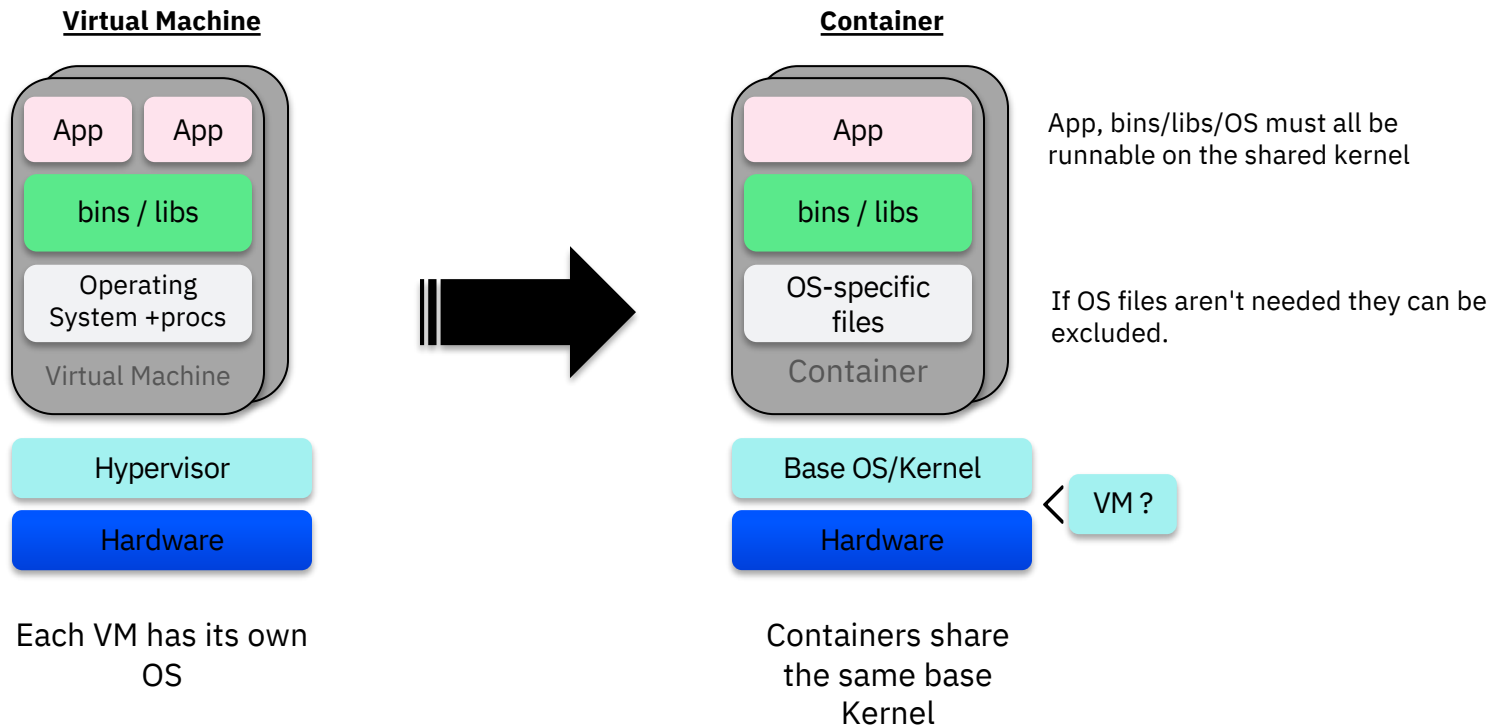 Virtual Machine
App
App
bins / libs
Operating
System +procs
Virtual Machine
Hypervisor
Hardware
Each VM has its own
OS
Container
App
bins / libs
OS-specific
files
Container
Base OS/Kernel
Hardware
VM ?
Containers share
the same base
Kernel
App, bins/libs/OS must all be
runnable on the shared kernel
If OS files aren't needed they can be
excluded.